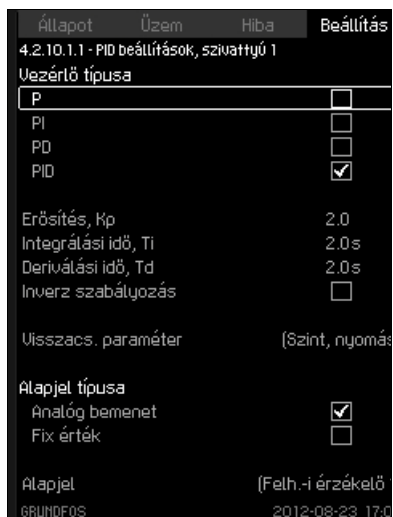 Állapot Üzem Hiba Beállítás
4.2.10.1.1 - PID beállítások, szivattyú 1
Vezérlő típusa
P
PI
PD
PID
Erősítés, Kp 2.0
Integrálási idő, Ti 2.0s
Deriválási idő, Td 2.0s
Inverz szabályozás
Visszacs. paraméter (Szint, nyomás
Alapjel típusa
Analóg bemenet
Fix érték
Alapjel (Felh.-i érzékelő
GRUNDFOS 2012-08-23 17:0